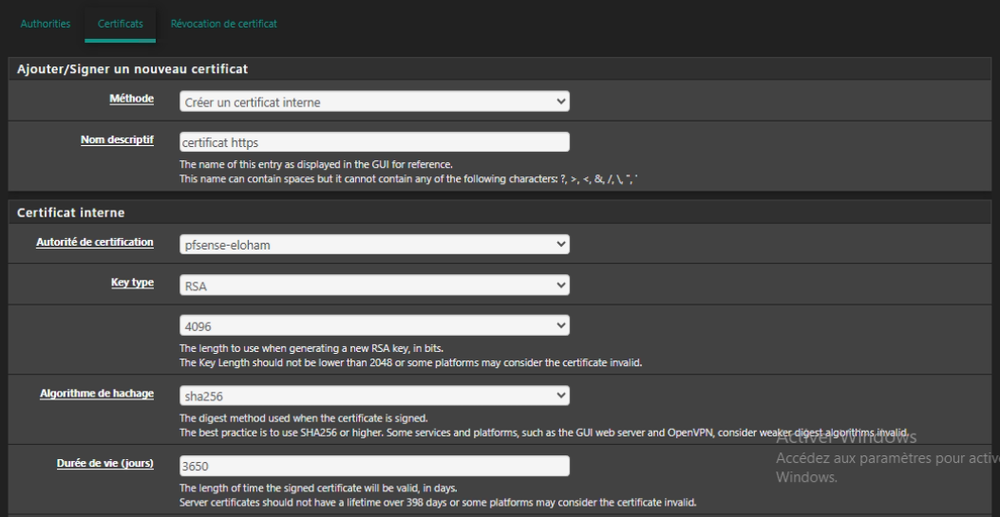 Authorities Certificats Révocation de certificat
Ajouter/Signer un nouveau certificat
Méthode Créer un certificat interne
Nom descriptif certificat https
The name of this entry as displayed in the GUI for reference.
This name can contain spaces but it cannot contain any of the following characters: ?, >, <, &, /, \, ", '
Certificat interne
Autorité de certification pfsense-eloham
Key type RSA
4096
The length to use when generating a new RSA key, in bits.
The Key Length should not be lower than 2048 or some platforms may consider the certificate invalid.
Algorithme de hachage sha256
The digest method used when the certificate is signed.
The best practice is to use SHA256 or higher. Some services and platforms, such as the GUI web server and OpenVPN, consider weaker digest algorithms invalid.
Activer Windows
Durée de vie (jours) 3650
Accédez aux paramètres pour active
Windows.
The length of time the signed certificate will be valid, in days.
Server certificates should not have a lifetime over 398 days or some platforms may consider the certificate invalid.